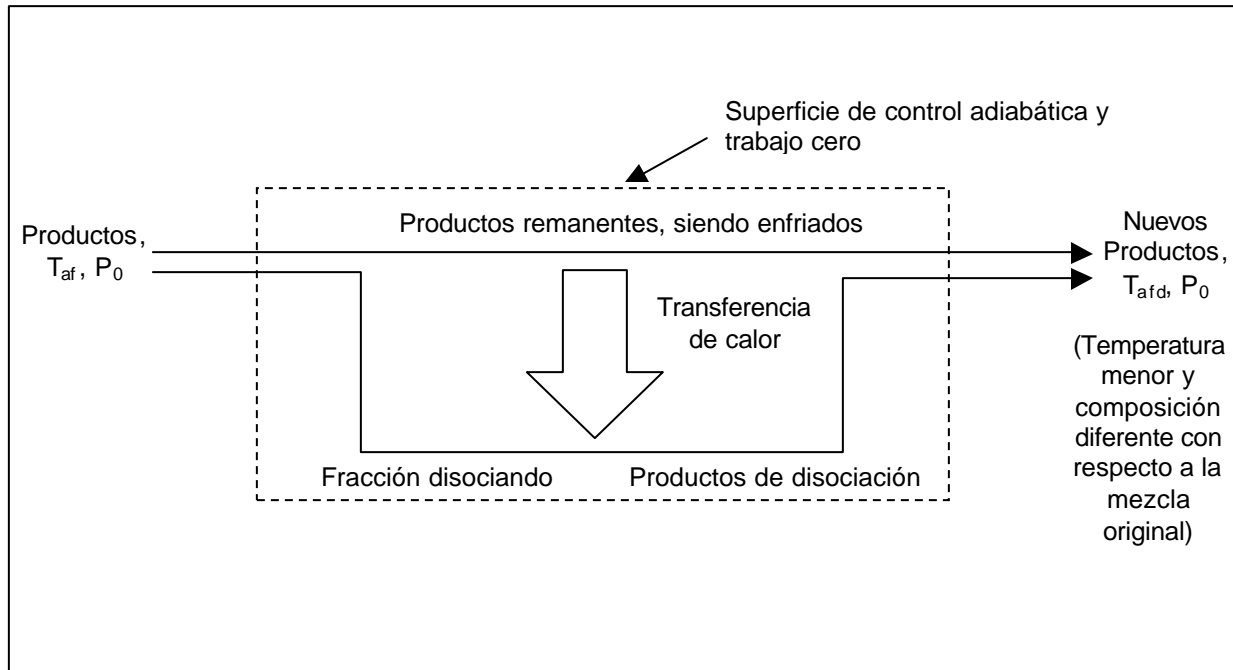 Superficie de control adiabática y
trabajo cero
Productos remanentes, siendo enfriados
Productos,
Taf, P0
Nuevos
Productos,
Tafd, P0
Transferencia
de calor
(Temperatura
menor y
composición
diferente con
respecto a la
mezcla
original)
Fracción disociando
Productos de disociación